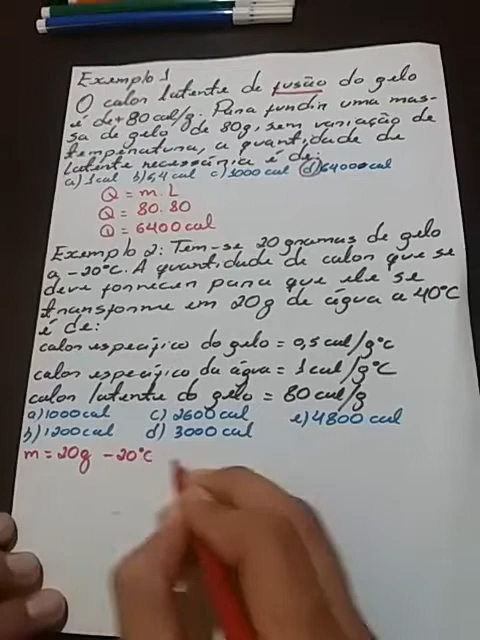 Exemplo 1
O calor latente de fusão do gelo
é de + 80 cal/g. Para fundir uma mas-
sa de gelo de 80g, sem variação de
temperatura, a quantidade de
latente necessária é de:
a) 1 cal b) 6,4 cal c) 1000 cal d) 64000 cal
Q = m.L
Q = 80.80
Q = 6400 cal
Exemplo 2: Tem-se 20 gramas de gelo
a -20°C. A quantidade de calor que se
deve fornecer para que ele se
transforme em 20g de água a 40°C
é de:
calor específico do gelo = 0,5 cal/g°C
calor específico da água = 1 cal/g°C
calor latente do gelo = 80 cal/g
a) 1000 cal c) 2600 cal e) 4800 cal
b) 1200 cal d) 3000 cal
m = 20g -20°C